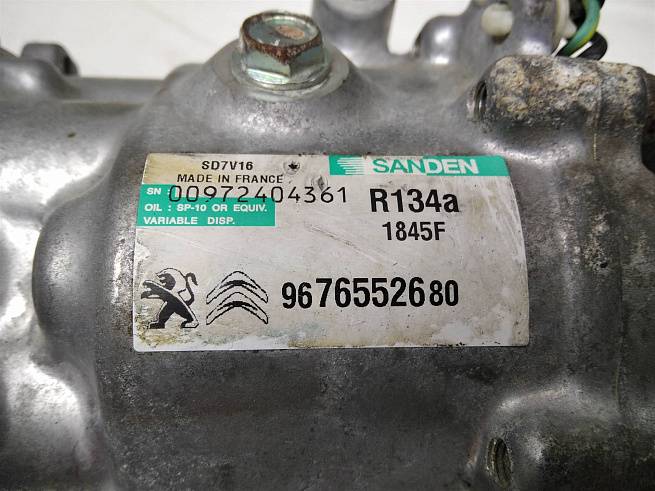 SD7V16
MADE IN FRANCE
SANDEN
SN 00972404361
OIL : SP-10 OR EQUIV.
VARIABLE DISP.
R134a
1845F
9676552680